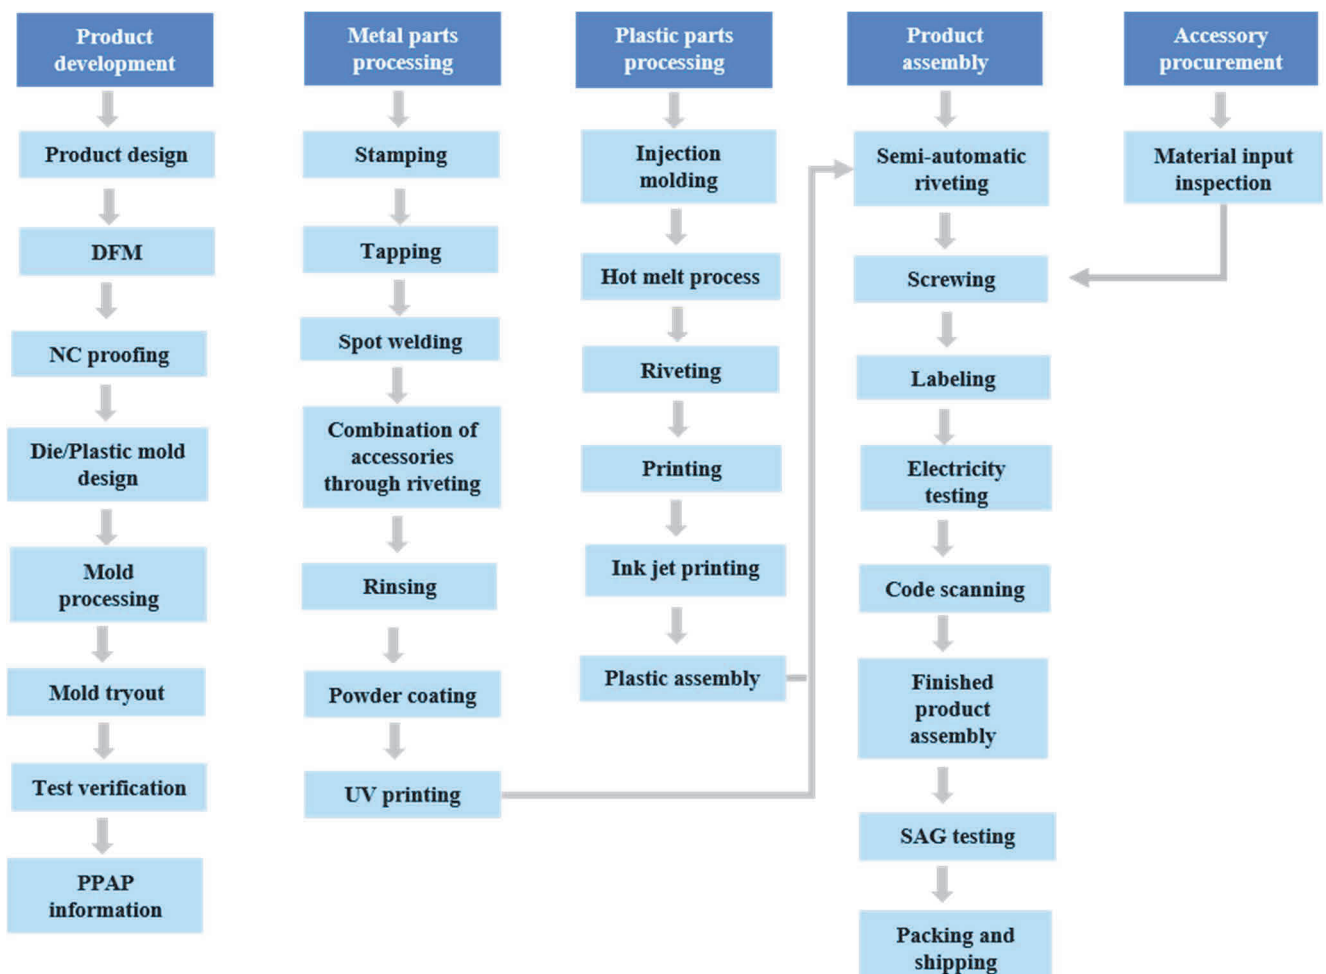 Product
development
Product design
DFM
NC proofing
Die/Plastic mold
design
Mold
processing
Mold tryout
Test verification
PPAP
information
Metal parts
processing
Stamping
Tapping
Spot welding
Combination of
accessories
through riveting
Rinsing
Powder coating
UV printing
Plastic parts
processing
Injection
molding
Hot melt process
Riveting
Printing
Ink jet printing
Plastic assembly
Product
assembly
Semi-automatic
riveting
Screwing
Labeling
Electricity
testing
Code scanning
Finished
product
assembly
SAG testing
Packing and
shipping
Accessory
procurement
Material input
inspection